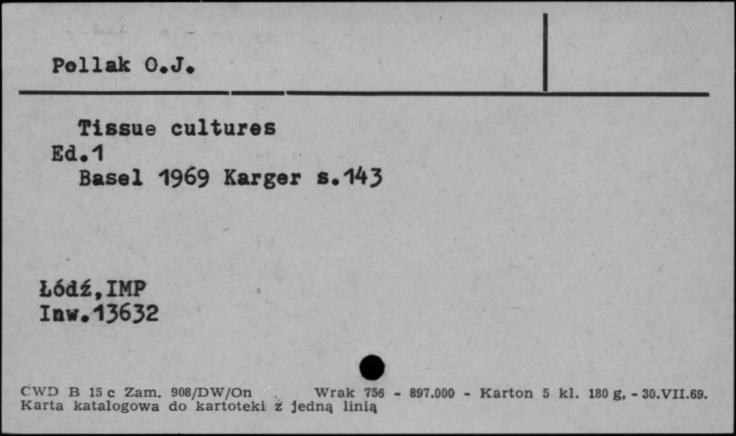 Pollak O.J.
Tissue cultures
Ed.1
Basel 1969 Karger s.143
Łódź,IMP
Inw.13632
CWD B 15 c Zam. 908/DW/On Wrak 756 - 897.000 - Karton 5 kl. 180 g, - 30.VII.69.
Karta katalogowa do kartoteki z jedną linią